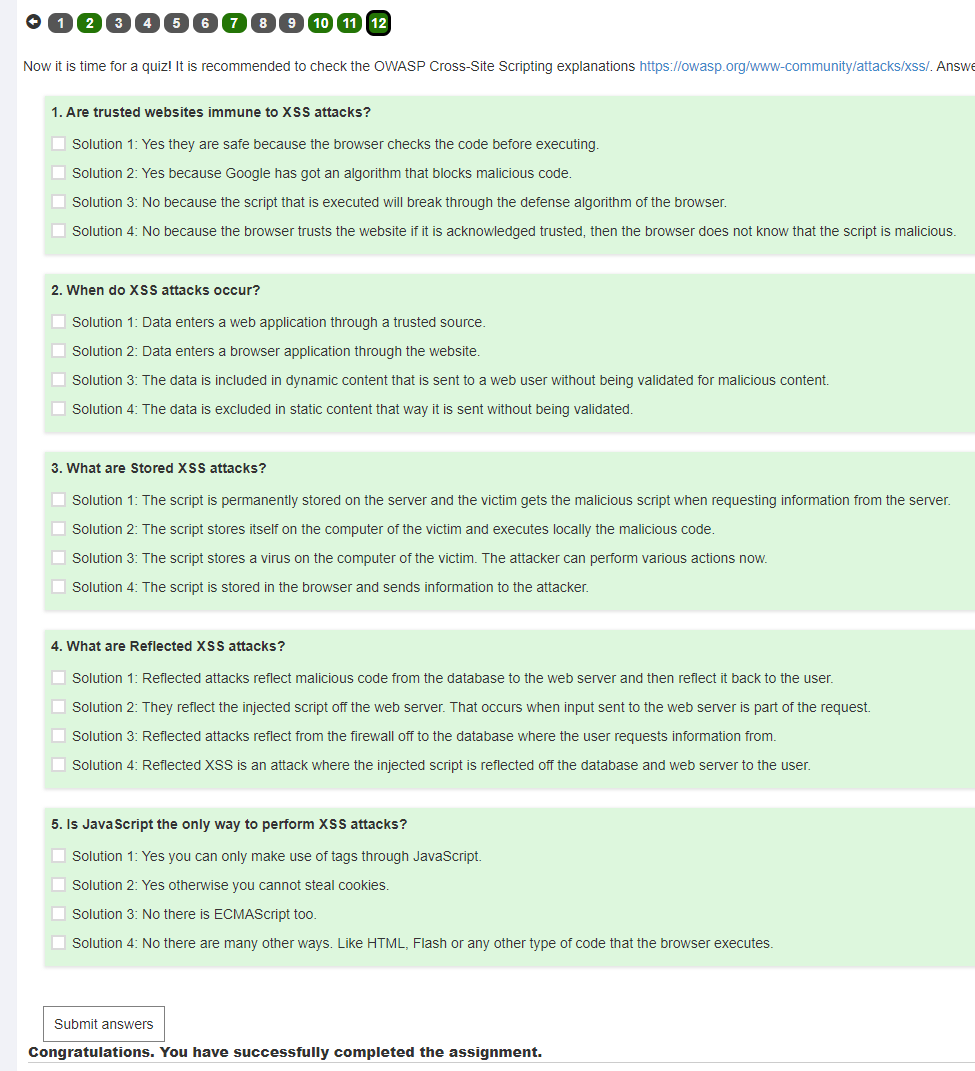 1 2 3 4 5 6 7 8 9 10 11 12
Now it is time for a quiz! It is recommended to check the OWASP Cross-Site Scripting explanations https://owasp.org/www-community/attacks/xss/. Answe
1. Are trusted websites immune to XSS attacks?
Solution 1: Yes they are safe because the browser checks the code before executing.
Solution 2: Yes because Google has got an algorithm that blocks malicious code.
Solution 3: No because the script that is executed will break through the defense algorithm of the browser.
Solution 4: No because the browser trusts the website if it is acknowledged trusted, then the browser does not know that the script is malicious.
2. When do XSS attacks occur?
Solution 1: Data enters a web application through a trusted source.
Solution 2: Data enters a browser application through the website.
Solution 3: The data is included in dynamic content that is sent to a web user without being validated for malicious content.
Solution 4: The data is excluded in static content that way it is sent without being validated.
3. What are Stored XSS attacks?
Solution 1: The script is permanently stored on the server and the victim gets the malicious script when requesting information from the server.
Solution 2: The script stores itself on the computer of the victim and executes locally the malicious code.
Solution 3: The script stores a virus on the computer of the victim. The attacker can perform various actions now.
Solution 4: The script is stored in the browser and sends information to the attacker.
4. What are Reflected XSS attacks?
Solution 1: Reflected attacks reflect malicious code from the database to the web server and then reflect it back to the user.
Solution 2: They reflect the injected script off the web server. That occurs when input sent to the web server is part of the request.
Solution 3: Reflected attacks reflect from the firewall off to the database where the user requests information from.
Solution 4: Reflected XSS is an attack where the injected script is reflected off the database and web server to the user.
5. Is JavaScript the only way to perform XSS attacks?
Solution 1: Yes you can only make use of tags through JavaScript.
Solution 2: Yes otherwise you cannot steal cookies.
Solution 3: No there is ECMAScript too.
Solution 4: No there are many other ways. Like HTML, Flash or any other type of code that the browser executes.
Submit answers
Congratulations. You have successfully completed the assignment.